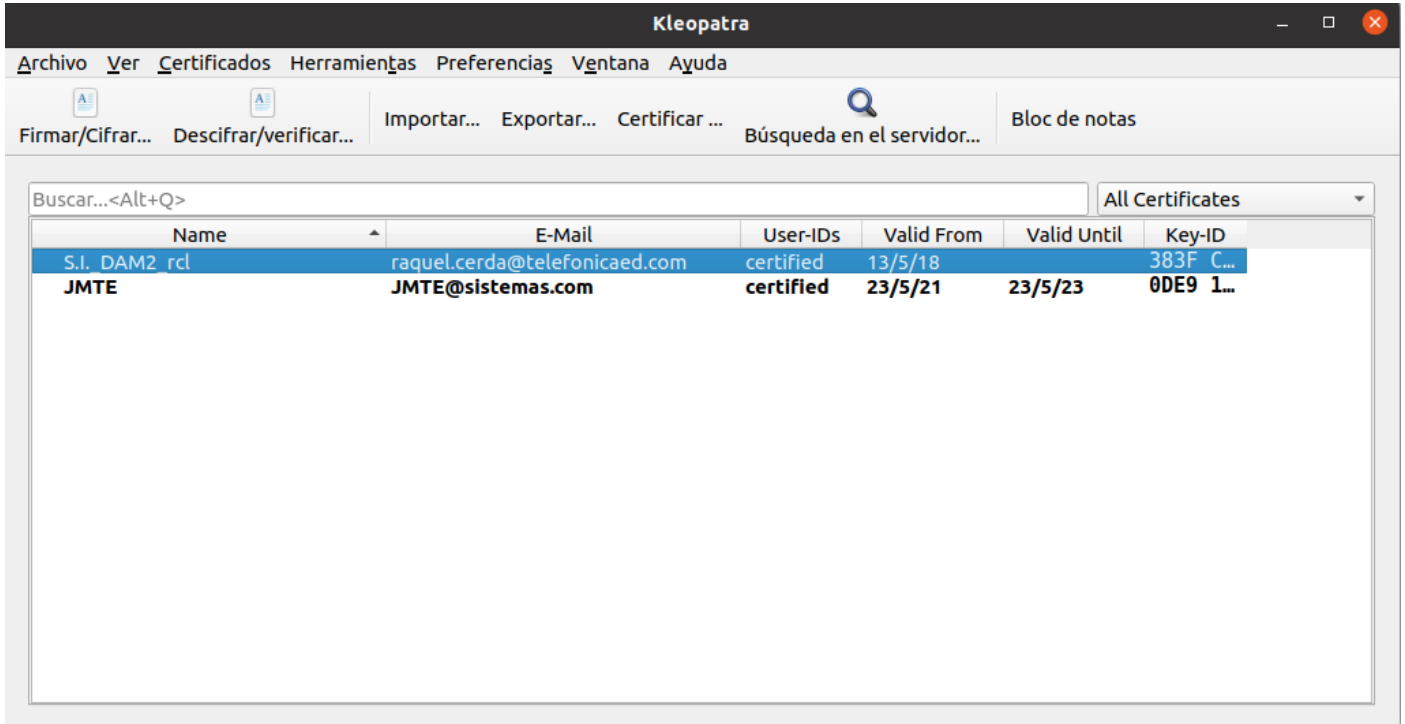 Kleopatra
Archivo Ver Certificados Herramientas Preferencias Ventana Ayuda
Firmar/Cifrar... Descifrar/verificar... Importar... Exportar... Certificar ... Búsqueda en el servidor... Bloc de notas
Buscar...<Alt+Q> All Certificates
Name E-Mail User-IDs Valid From Valid Until Key-ID
S.I._DAM2_rcl raquel.cerda@telefonicaed.com certified 13/5/18 383F C...
JMTE JMTE@sistemas.com certified 23/5/21 23/5/23 0DE9 1...